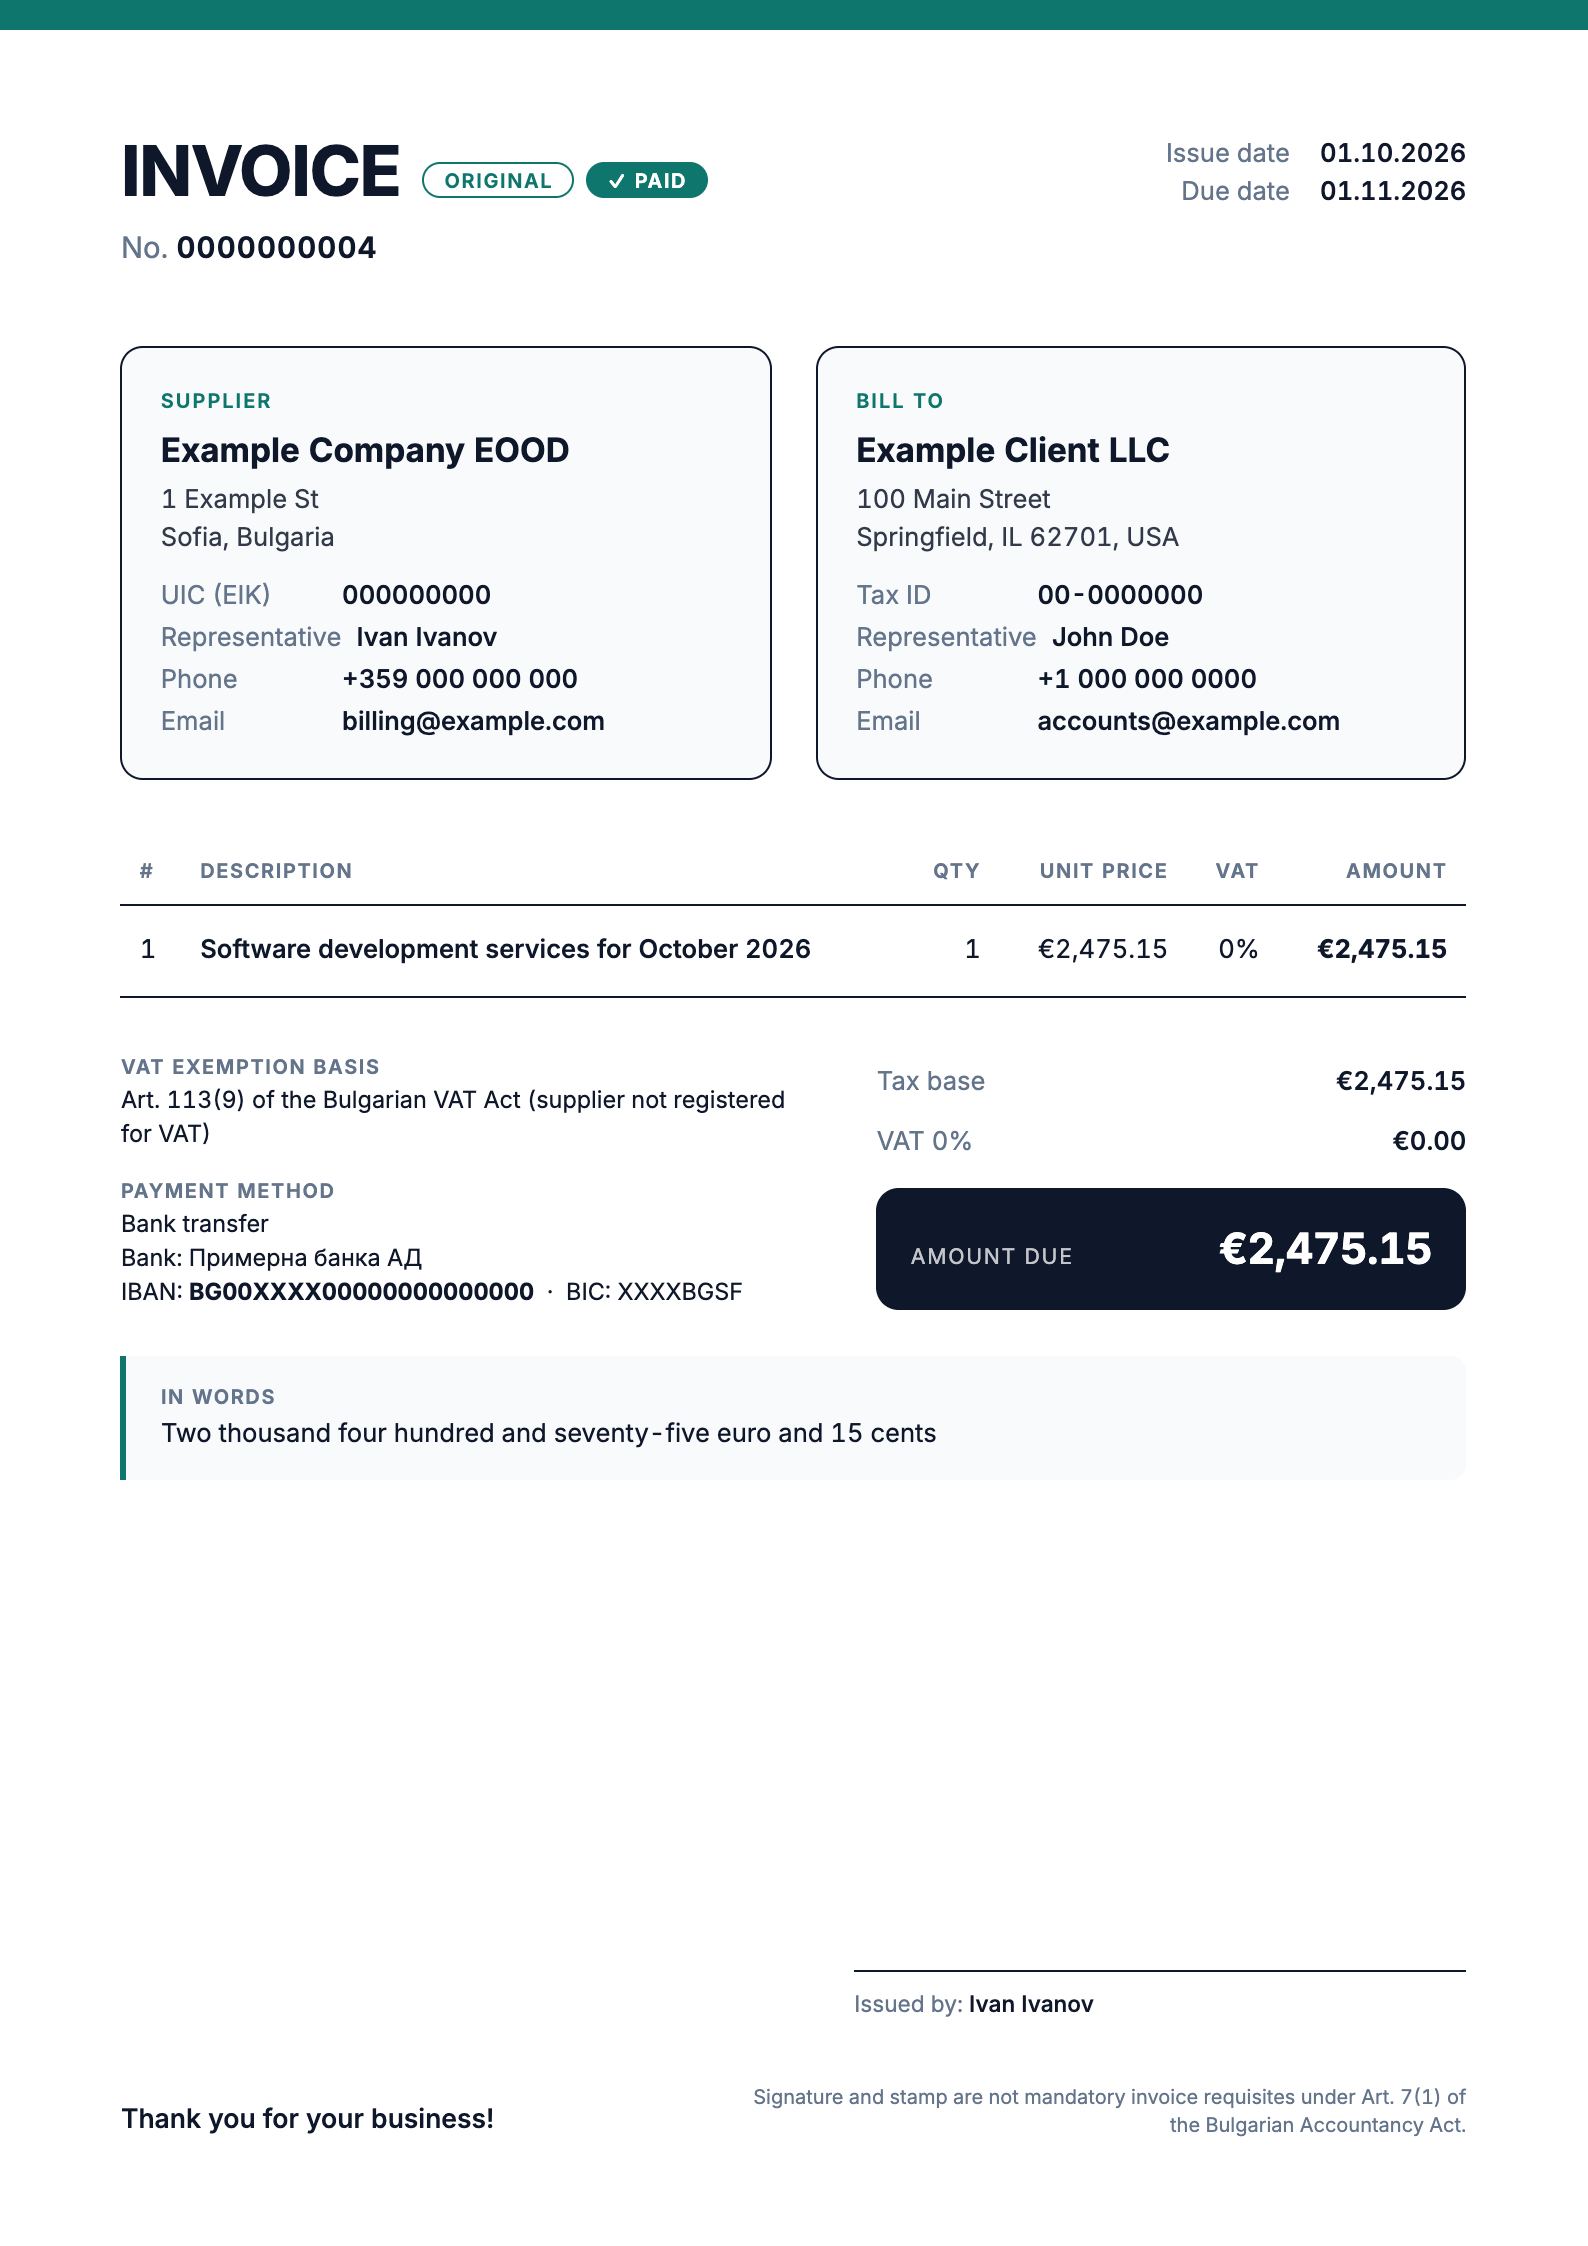 INVOICE ORIGINAL ✓ PAID
No. 0000000004
Issue date 01.10.2026
Due date 01.11.2026
SUPPLIER
Example Company EOOD
1 Example St
Sofia, Bulgaria
UIC (EIK) 000000000
Representative Ivan Ivanov
Phone +359 000 000 000
Email billing@example.com
BILL TO
Example Client LLC
100 Main Street
Springfield, IL 62701, USA
Tax ID 00-0000000
Representative John Doe
Phone +1 000 000 0000
Email accounts@example.com
# DESCRIPTION QTY UNIT PRICE VAT AMOUNT
1 Software development services for October 2026 1 €2,475.15 0% €2,475.15
VAT EXEMPTION BASIS
Art. 113(9) of the Bulgarian VAT Act (supplier not registered
for VAT)
PAYMENT METHOD
Bank transfer
Bank: Примерна банка АД
IBAN: BG00XXXX00000000000000 · BIC: XXXXBGSF
Tax base €2,475.15
VAT 0% €0.00
AMOUNT DUE €2,475.15
IN WORDS
Two thousand four hundred and seventy-five euro and 15 cents
Issued by: Ivan Ivanov
Thank you for your business!
Signature and stamp are not mandatory invoice requisites under Art. 7(1) of
the Bulgarian Accountancy Act.